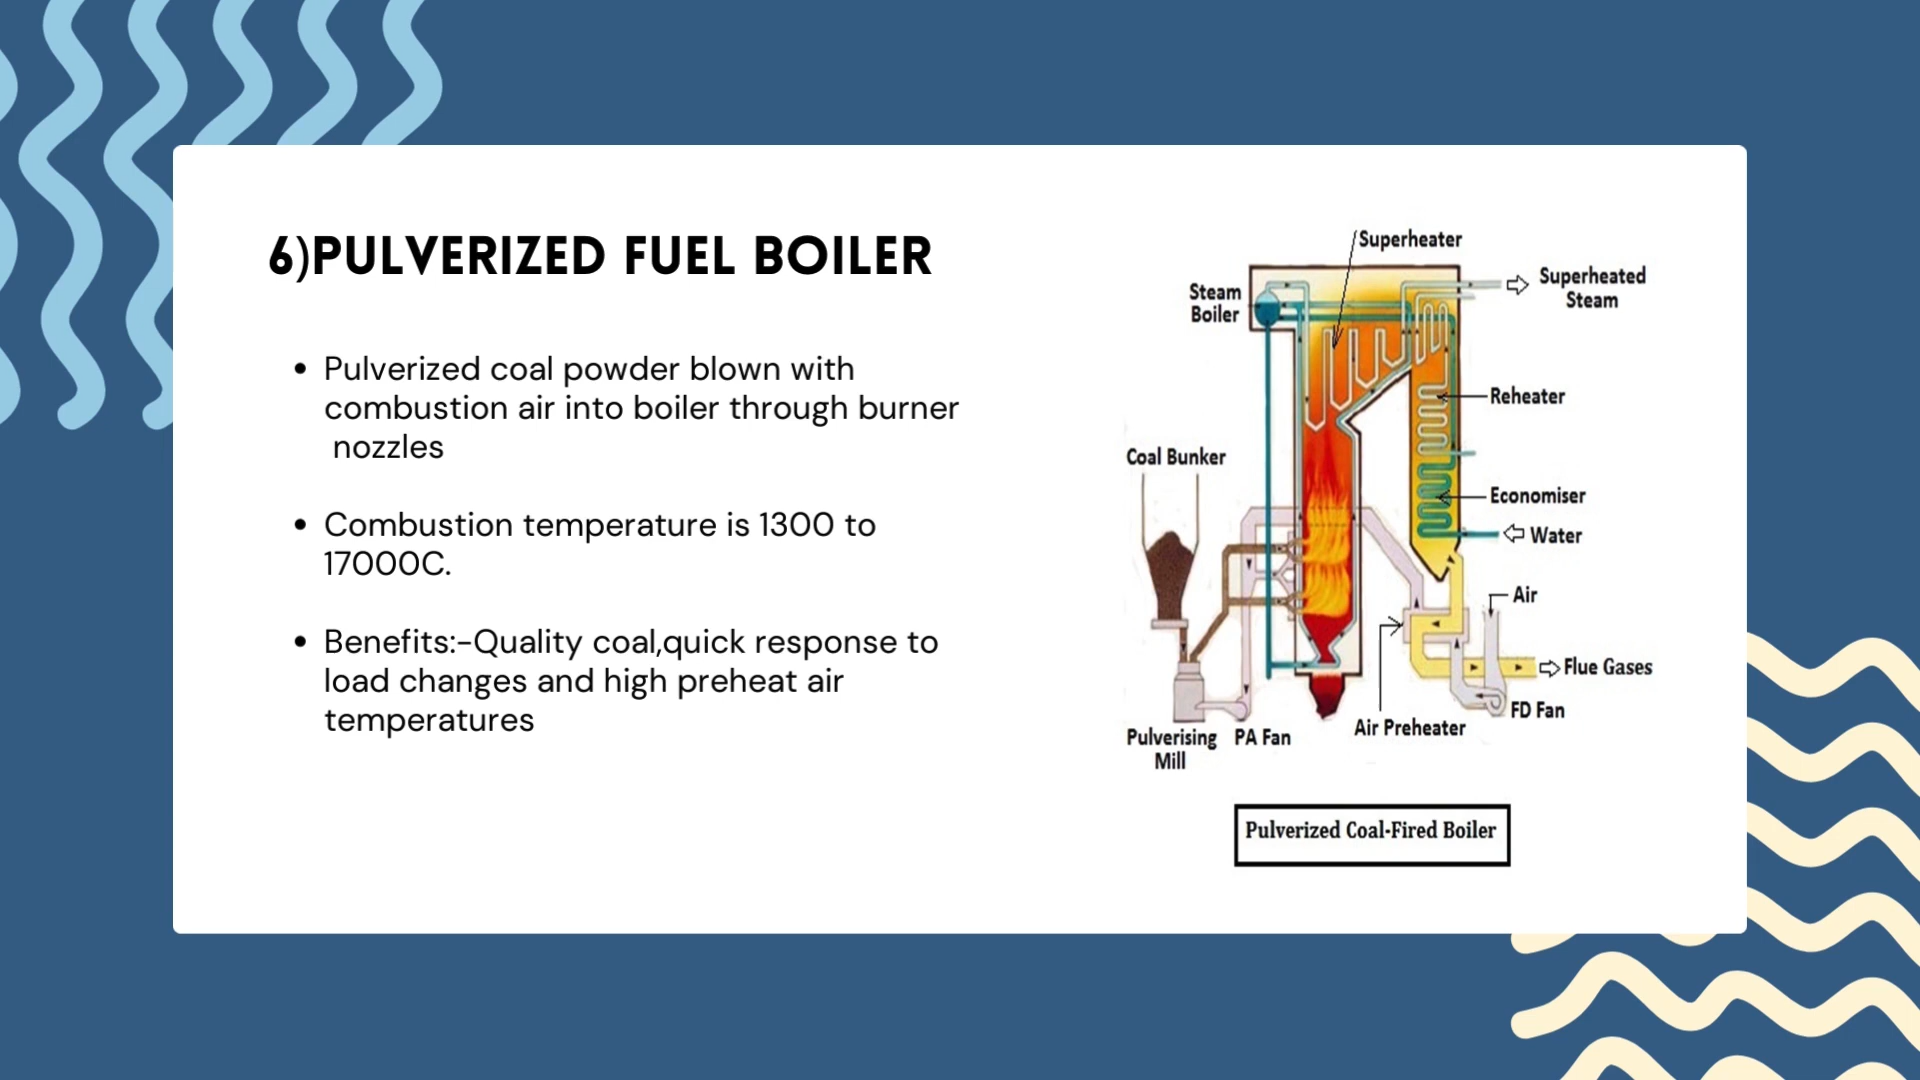 6)PULVERIZED FUEL BOILER
• Pulverized coal powder blown with
combustion air into boiler through burner
nozzles
• Combustion temperature is 1300 to
17000C.
• Benefits:-Quality coal,quick response to
load changes and high preheat air
temperatures
Superheater
Superheated
Steam
Steam
Boiler
Reheater
Coal Bunker
Economiser
Water
Air
Flue Gases
FD Fan
Air Preheater
Pulverising
Mill
PA Fan
Pulverized Coal-Fired Boiler